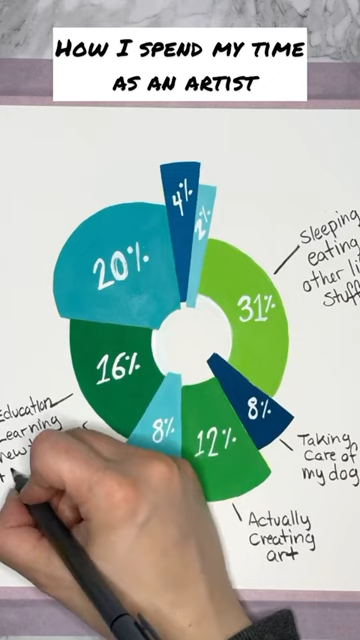 How I spend my time
as an artist
4%
2%
20%
31%
16%
8%
8%
12%
Sleeping
eating
other
stuff
Education
Learning
Taking
care of
my dog
Actually
creating
art